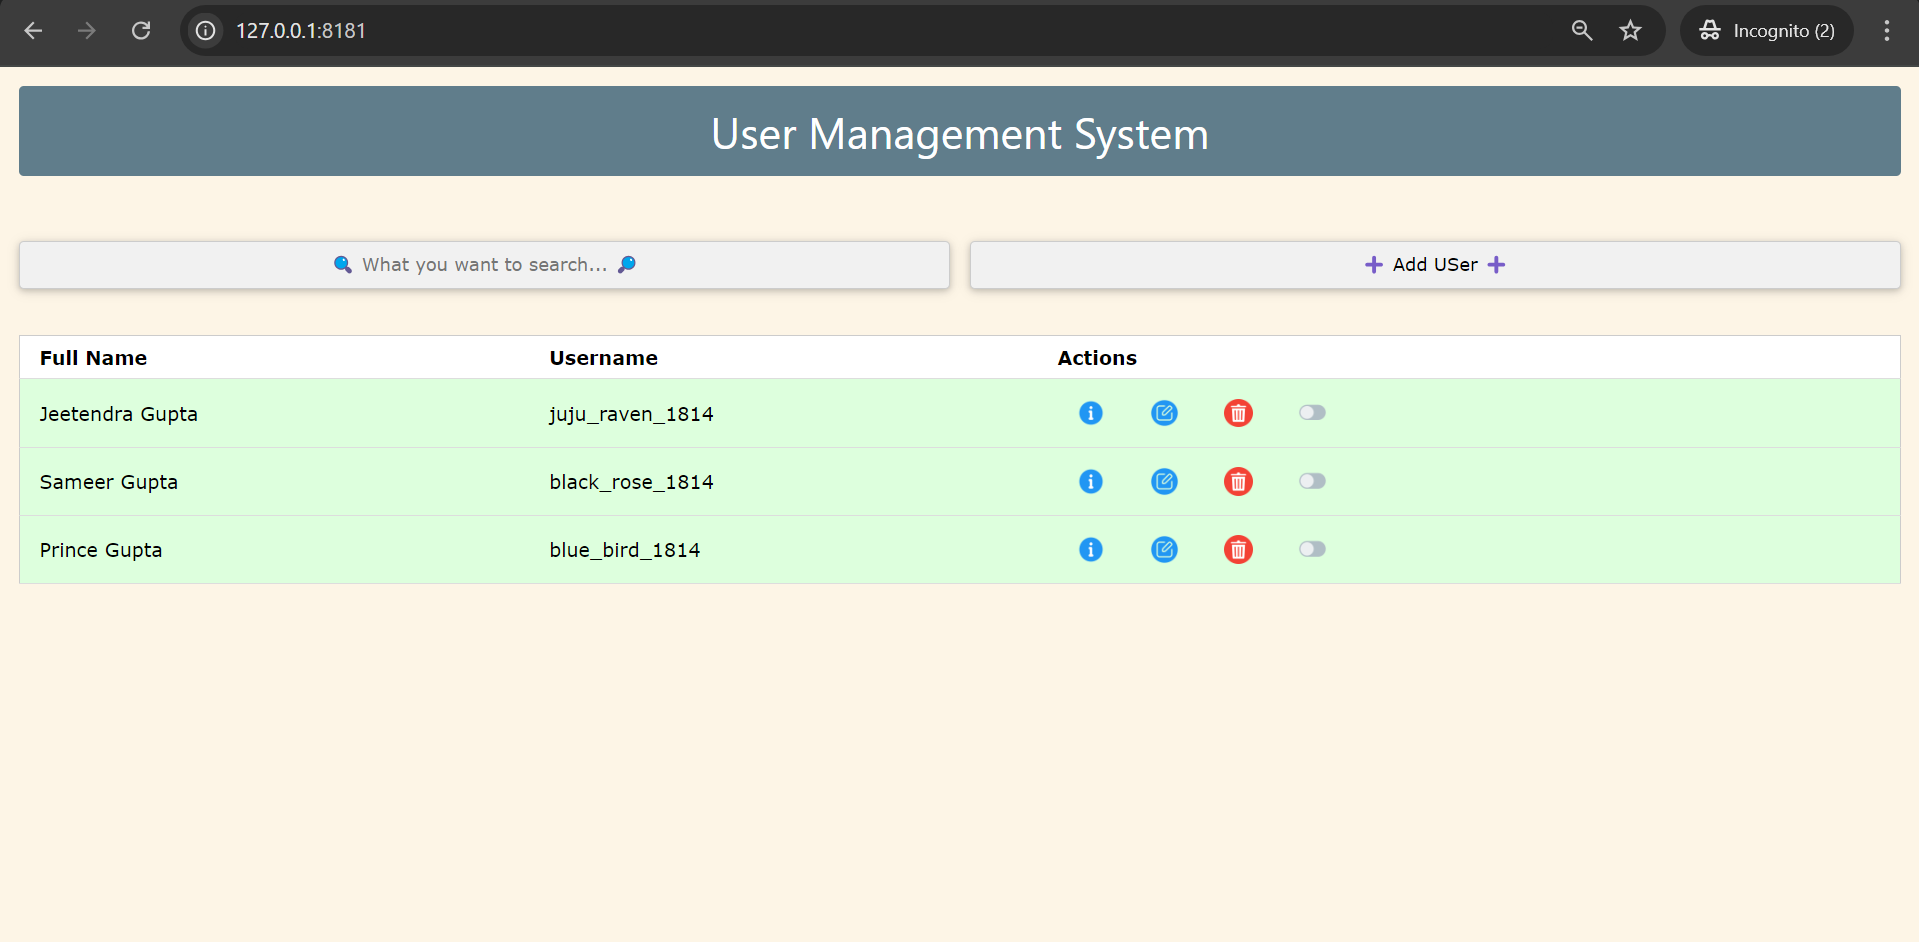 127.0.0.1:8181
Incognito (2)
User Management System
What you want to search...
Add USer
Full Name Username Actions
Jeetendra Gupta juju_raven_1814
Sameer Gupta black_rose_1814
Prince Gupta blue_bird_1814